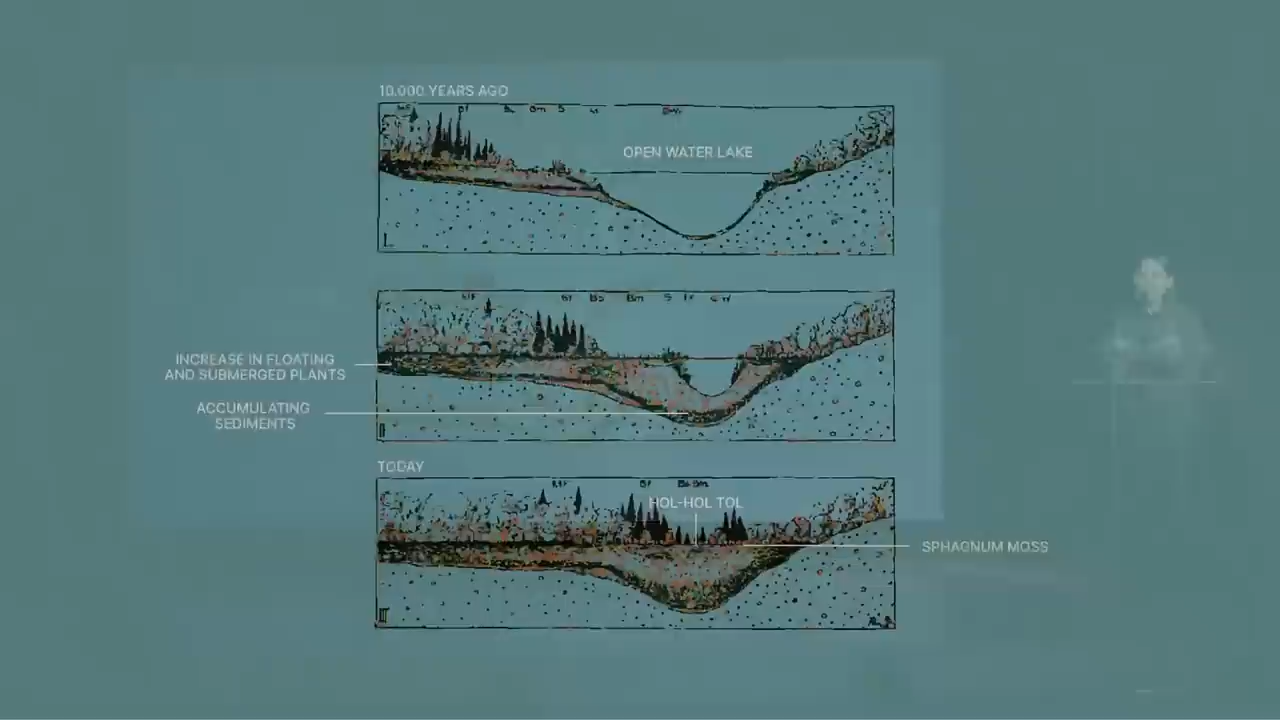 10.000 YEARS AGO
OPEN WATER LAKE
INCREASE IN FLOATING
AND SUBMERGED PLANTS
ACCUMULATING
SEDIMENTS
TODAY
HOL-HOL TOL
SPHAGNUM MOSS